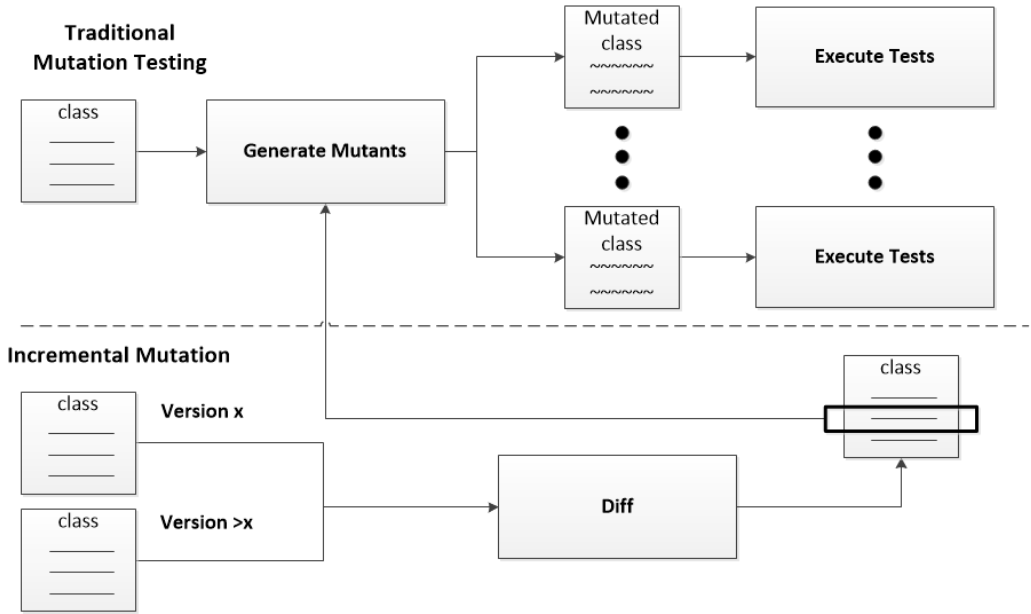 Traditional
Mutation Testing
class
Generate Mutants
Mutated
class
~~~~~~
~~~~~~
Execute Tests
Mutated
class
~~~~~~
~~~~~~
Execute Tests
Incremental Mutation
class
Version x
class
Version >x
Diff
class